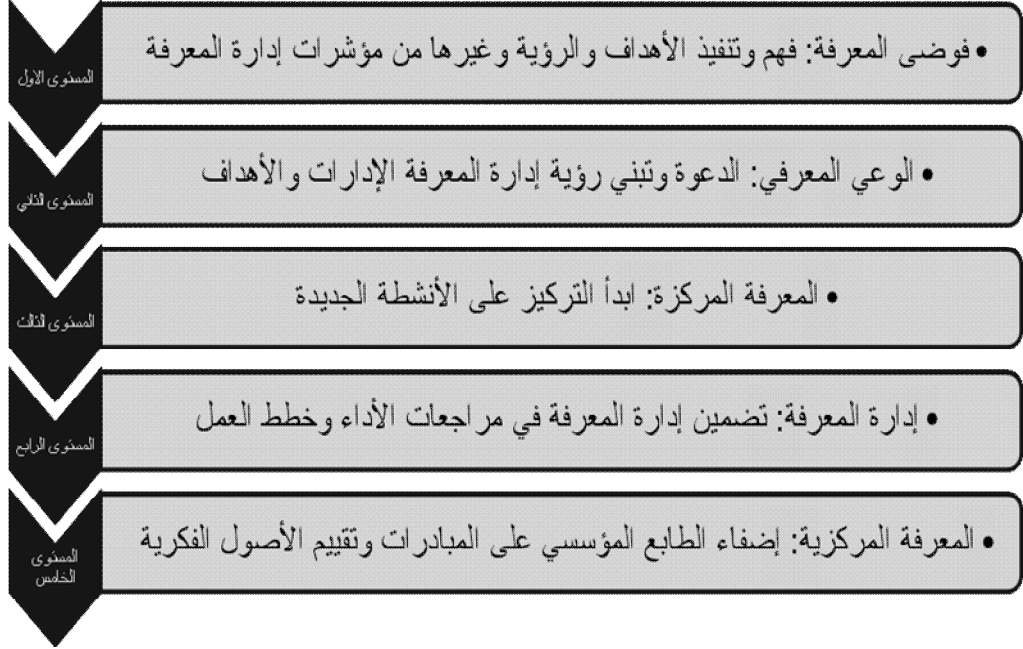 المستوى الاول
• فوضى المعرفة: فهم وتنفيذ الأهداف والرؤية وغيرها من مؤشرات إدارة المعرفة
المستوى الثاني
• الوعي المعرفي: الدعوة وتبني رؤية إدارة المعرفة الإدارات والأهداف
المستوى الثالث
• المعرفة المركزة: ابدأ التركيز على الأنشطة الجديدة
المستوى الرابع
• إدارة المعرفة: تضمين إدارة المعرفة في مراجعات الأداء وخطط العمل
المستوى
الخامس
• المعرفة المركزية: إضفاء الطابع المؤسسي على المبادرات وتقييم الأصول الفكرية